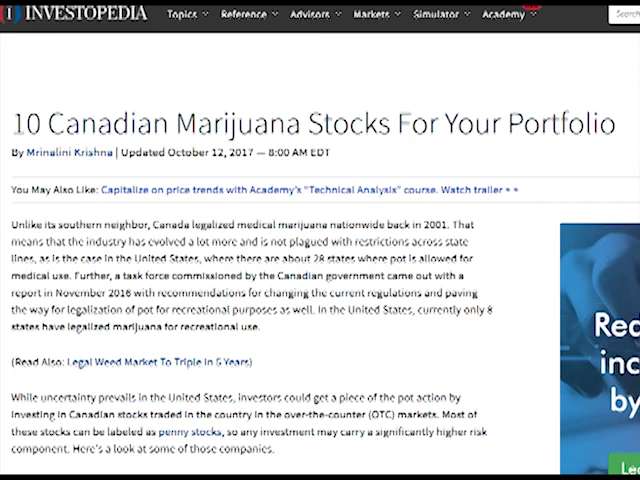 INVESTOPEDIA Topics Reference Advisors Markets Simulator Academy Search
10 Canadian Marijuana Stocks For Your Portfolio
By Mrinalini Krishna | Updated October 12, 2017 — 8:00 AM EDT
You May Also Like: Capitalize on price trends with Academy's "Technical Analysis" course. Watch trailer »»
Unlike its southern neighbor, Canada legalized medical marijuana nationwide back in 2001. That
means that the industry has evolved a lot more and is not plagued with restrictions across state
lines, as is the case in the United States, where there are about 28 states where pot is allowed for
medical use. Further, a task force commissioned by the Canadian government came out with a
report in November 2016 with recommendations for changing the current regulations and paving
the way for legalization of pot for recreational purposes as well. In the United States, currently only 8
states have legalized marijuana for recreational use.
(Read Also: Legal Weed Market To Triple In 5 Years)
While uncertainty prevails in the United States, investors could get a piece of the pot action by
investing in Canadian stocks traded in the country in the over-the-counter (OTC) markets. Most of
these stocks can be labeled as penny stocks, so any investment may carry a significantly higher risk
component. Here's a look at some of those companies.
Red
inc
by